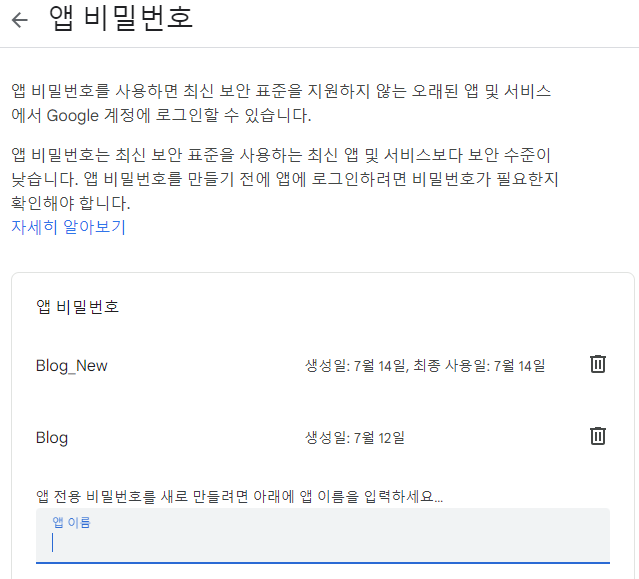 앱 비밀번호
앱 비밀번호를 사용하면 최신 보안 표준을 지원하지 않는 오래된 앱 및 서비스
에서 Google 계정에 로그인할 수 있습니다.
앱 비밀번호는 최신 보안 표준을 사용하는 최신 앱 및 서비스보다 보안 수준이
낮습니다. 앱 비밀번호를 만들기 전에 앱에 로그인하려면 비밀번호가 필요한지
확인해야 합니다.
자세히 알아보기
앱 비밀번호
Blog_New 생성일: 7월 14일, 최종 사용일: 7월 14일
Blog 생성일: 7월 12일
앱 전용 비밀번호를 새로 만들려면 아래에 앱 이름을 입력하세요...
앱 이름